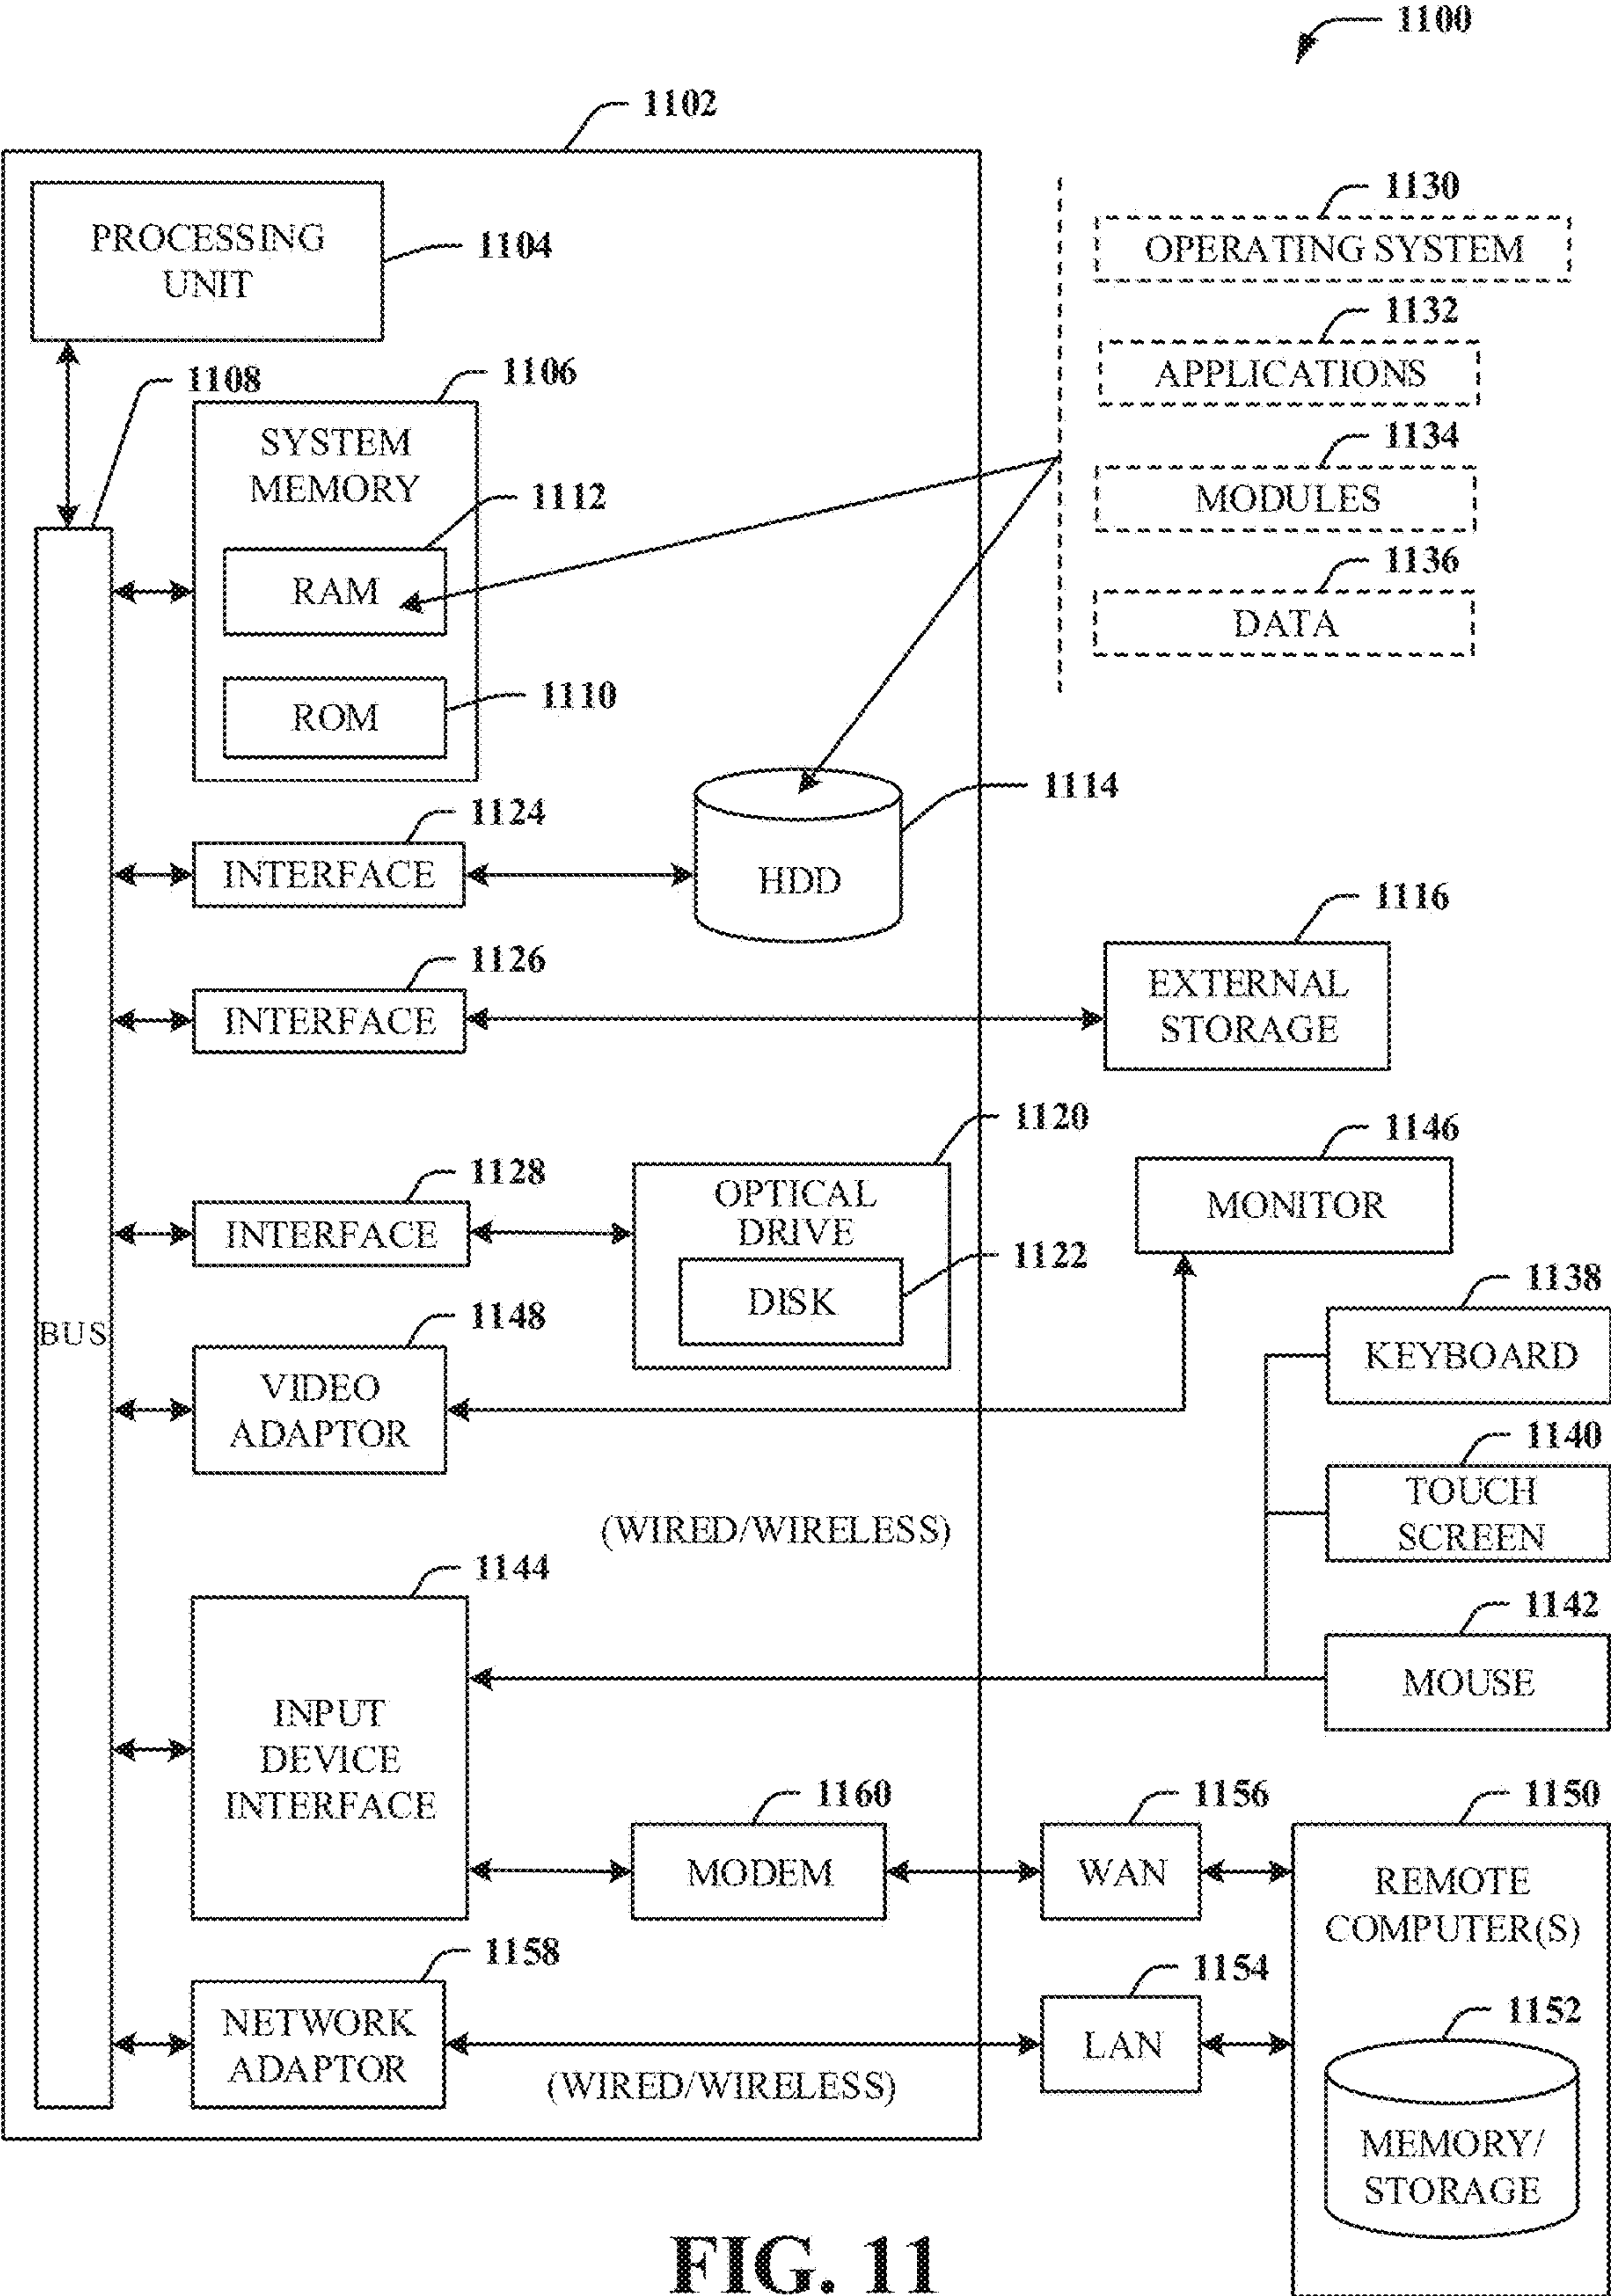 1100
1102
PROCESSING
UNIT
1104
1130
OPERATING SYSTEM
1132
APPLICATIONS
1134
MODULES
1136
DATA
1108
1106
SYSTEM
MEMORY
1112
RAM
1110
ROM
1124
INTERFACE
1114
HDD
1126
INTERFACE
1116
EXTERNAL
STORAGE
1128
INTERFACE
1120
OPTICAL
DRIVE
1122
DISK
1146
MONITOR
BUS
1148
VIDEO
ADAPTOR
1138
KEYBOARD
1140
TOUCH
SCREEN
(WIRED/WIRELESS)
1142
MOUSE
1144
INPUT
DEVICE
INTERFACE
1160
MODEM
1156
WAN
1150
REMOTE
COMPUTER(S)
1158
NETWORK
ADAPTOR
(WIRED/WIRELESS)
1154
LAN
1152
MEMORY/
STORAGE
FIG. 11